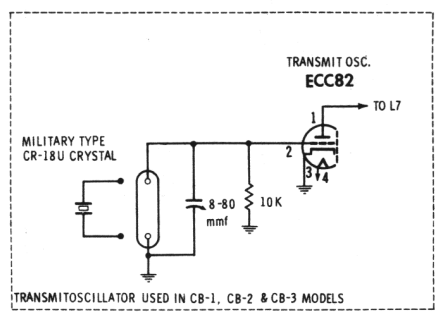 TRANSMIT OSC.
ECC82
1
TO L7
MILITARY TYPE
CR-18U CRYSTAL
2
3
4
8-80
mmf
10K
TRANSMITOSCILLATOR USED IN CB-1, CB-2 & CB-3 MODELS